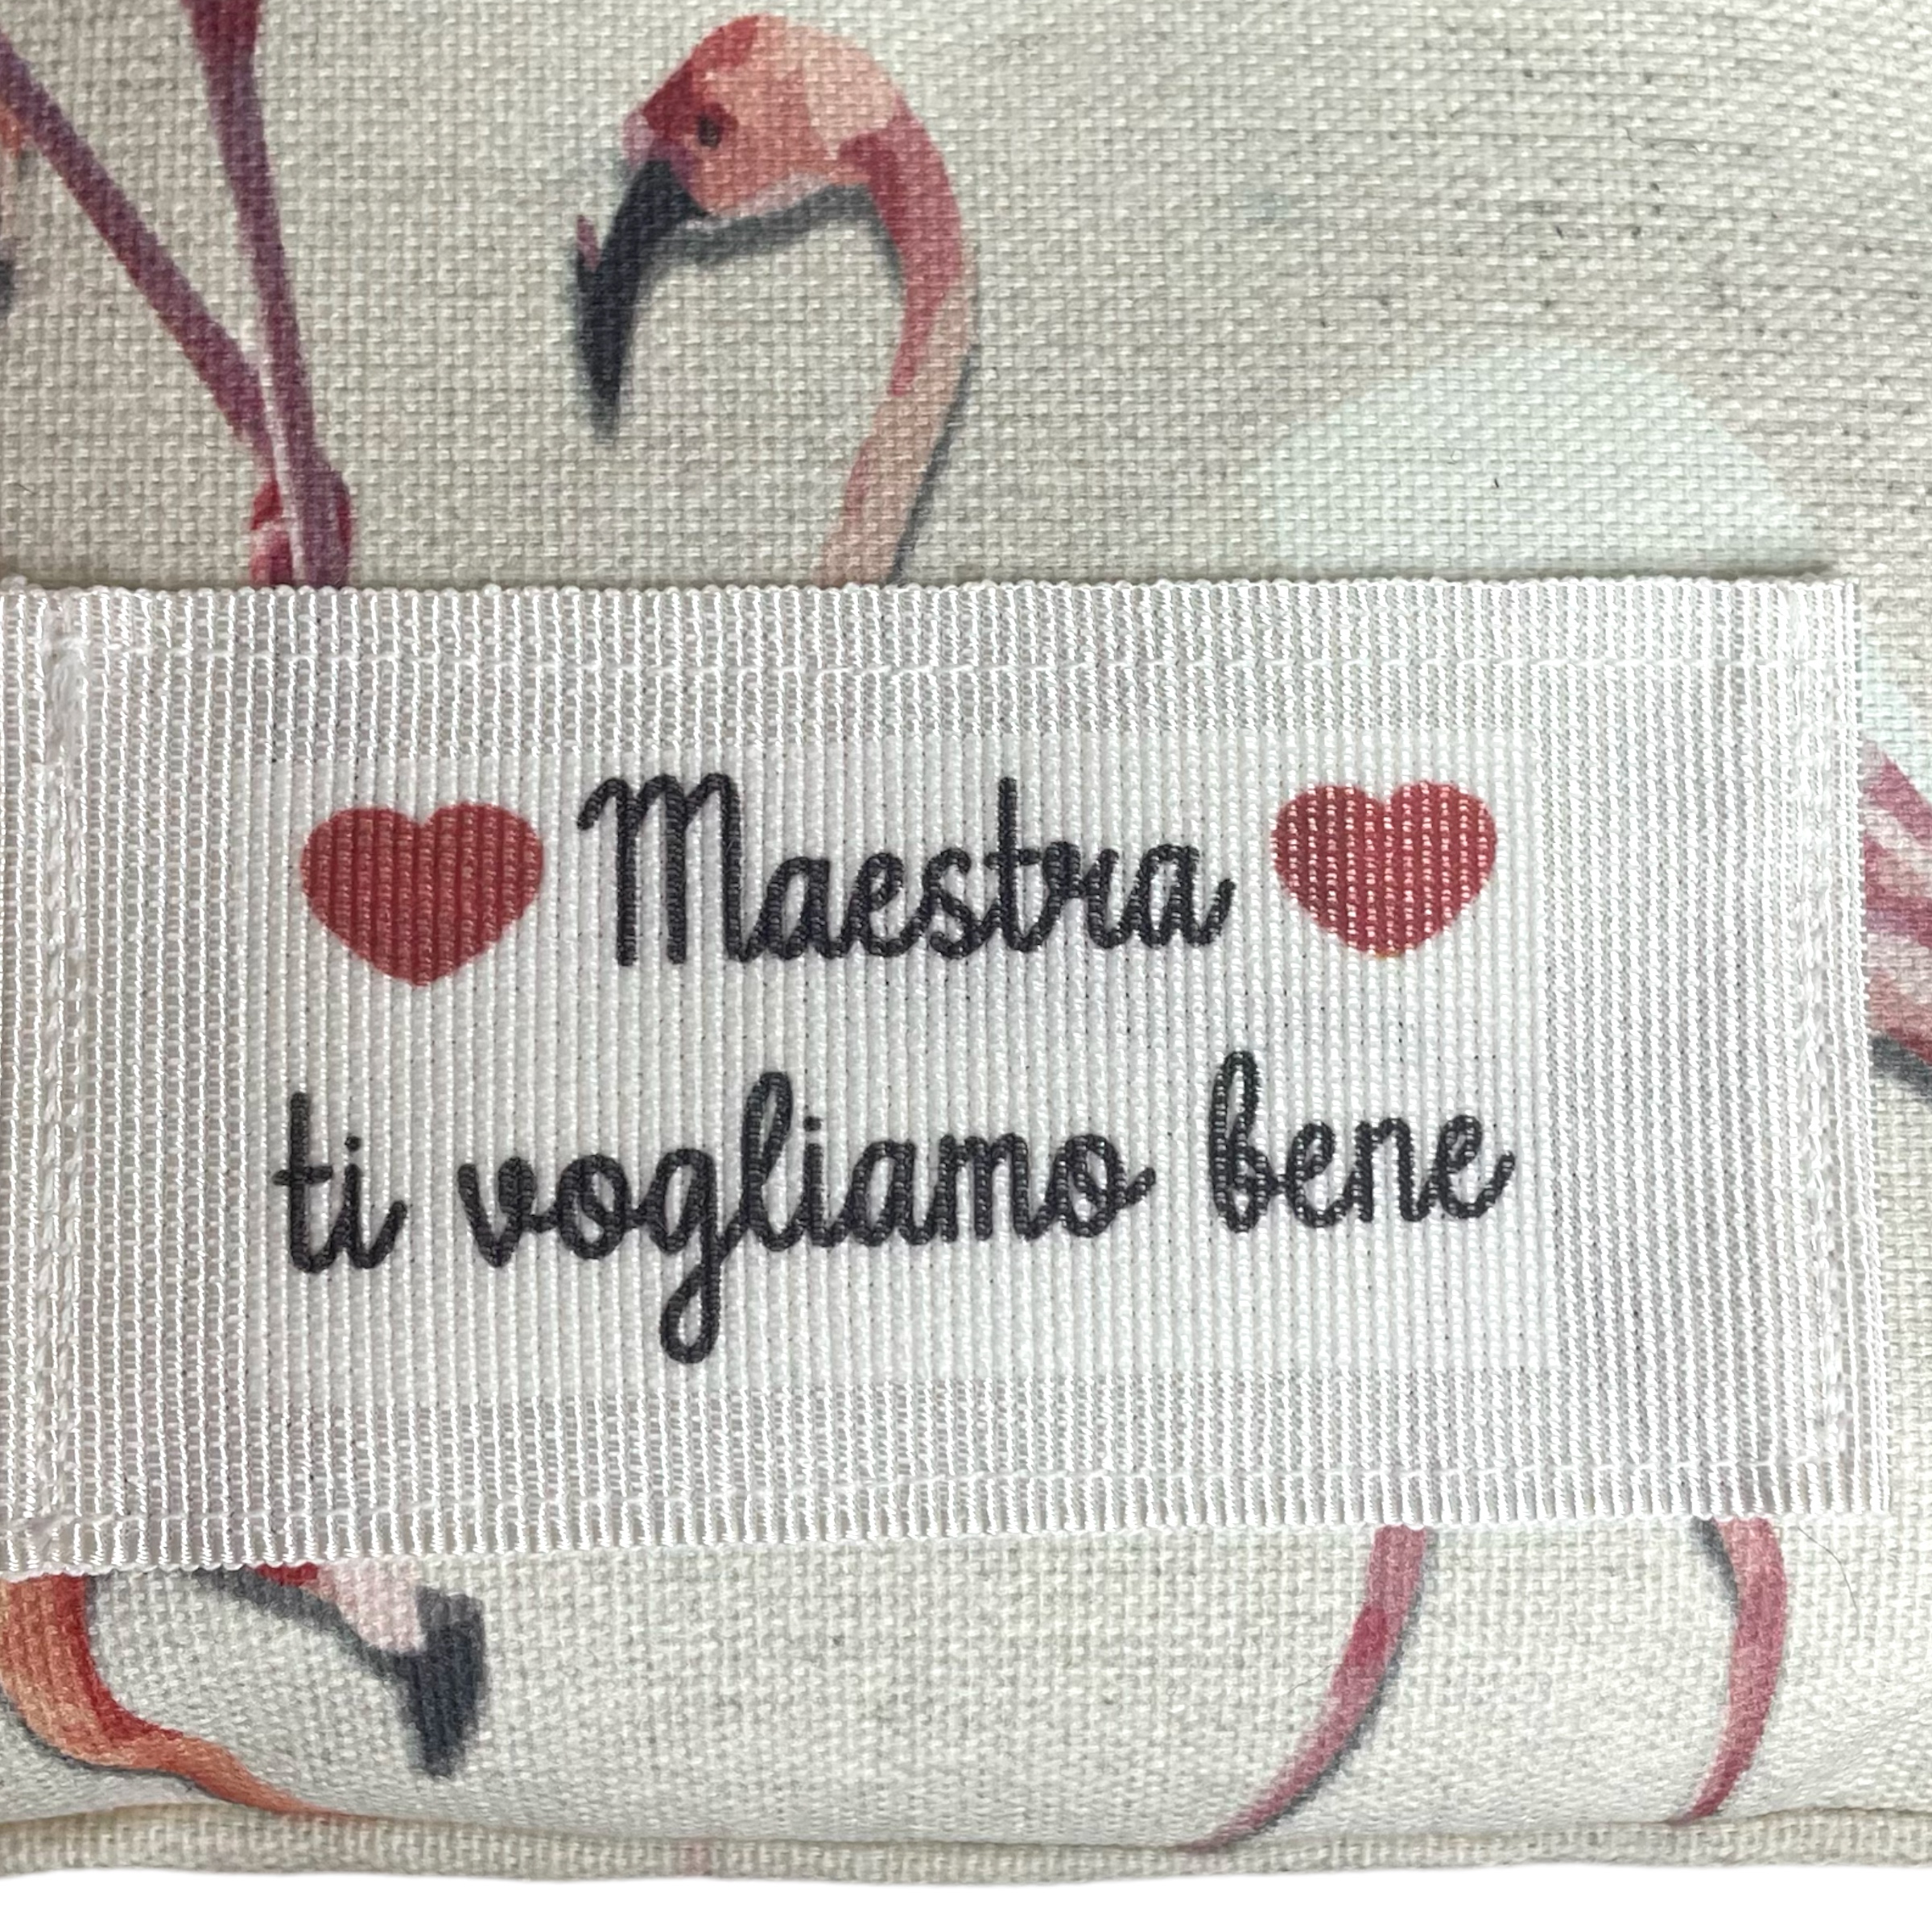 Maestra
ti vogliamo bene